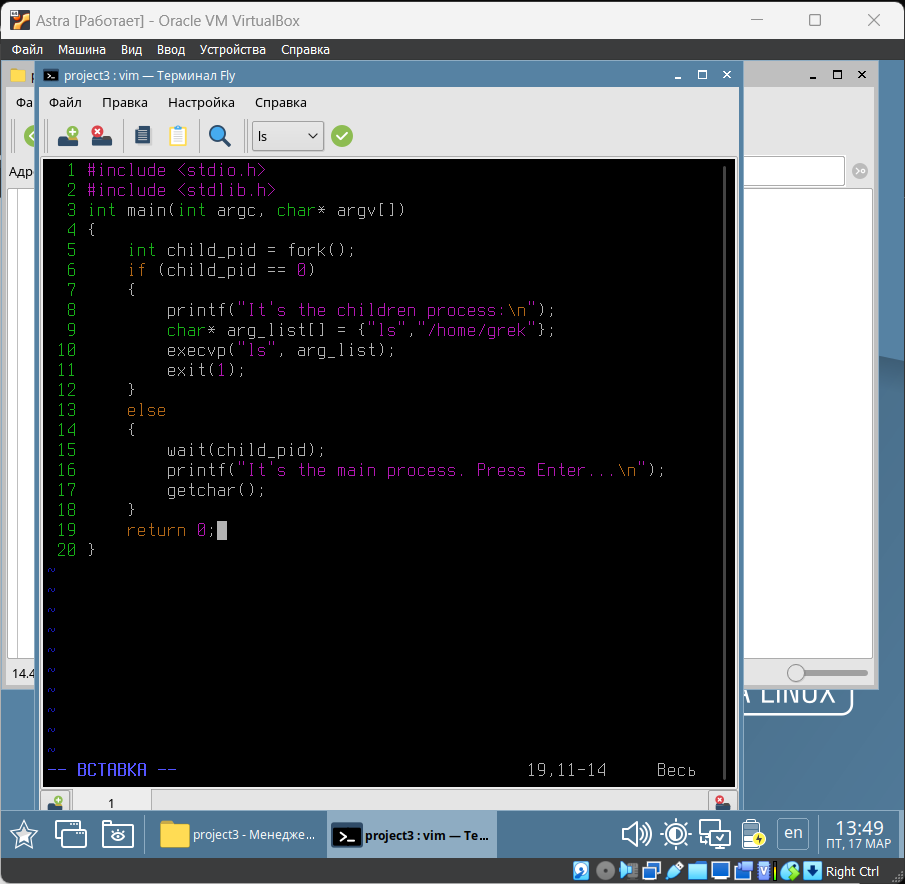 Astra [Работает] - Oracle VM VirtualBox
Файл Машина Вид Ввод Устройства Справка
project3 : vim — Терминал Fly
Фа
Файл Правка Настройка Справка
ls
Адр
1 #include <stdio.h>
2 #include <stdlib.h>
3 int main(int argc, char* argv[])
4 {
5     int child_pid = fork();
6     if (child_pid == 0)
7     {
8         printf("It's the children process:\n");
9         char* arg_list[] = {"ls","/home/grek"};
10         execvp("ls", arg_list);
11         exit(1);
12     }
13     else
14     {
15         wait(child_pid);
16         printf("It's the main process. Press Enter...\n");
17         getchar();
18     }
19     return 0;
20 }
~
~
~
~
~
~
~
~
~
~
-- ВСТАВКА -- 19,11-14 Весь
14.4
A LINUX
1
project3 - Менедже...
project3 : vim — Те...
en
13:49
ПТ, 17 МАР
Right Ctrl